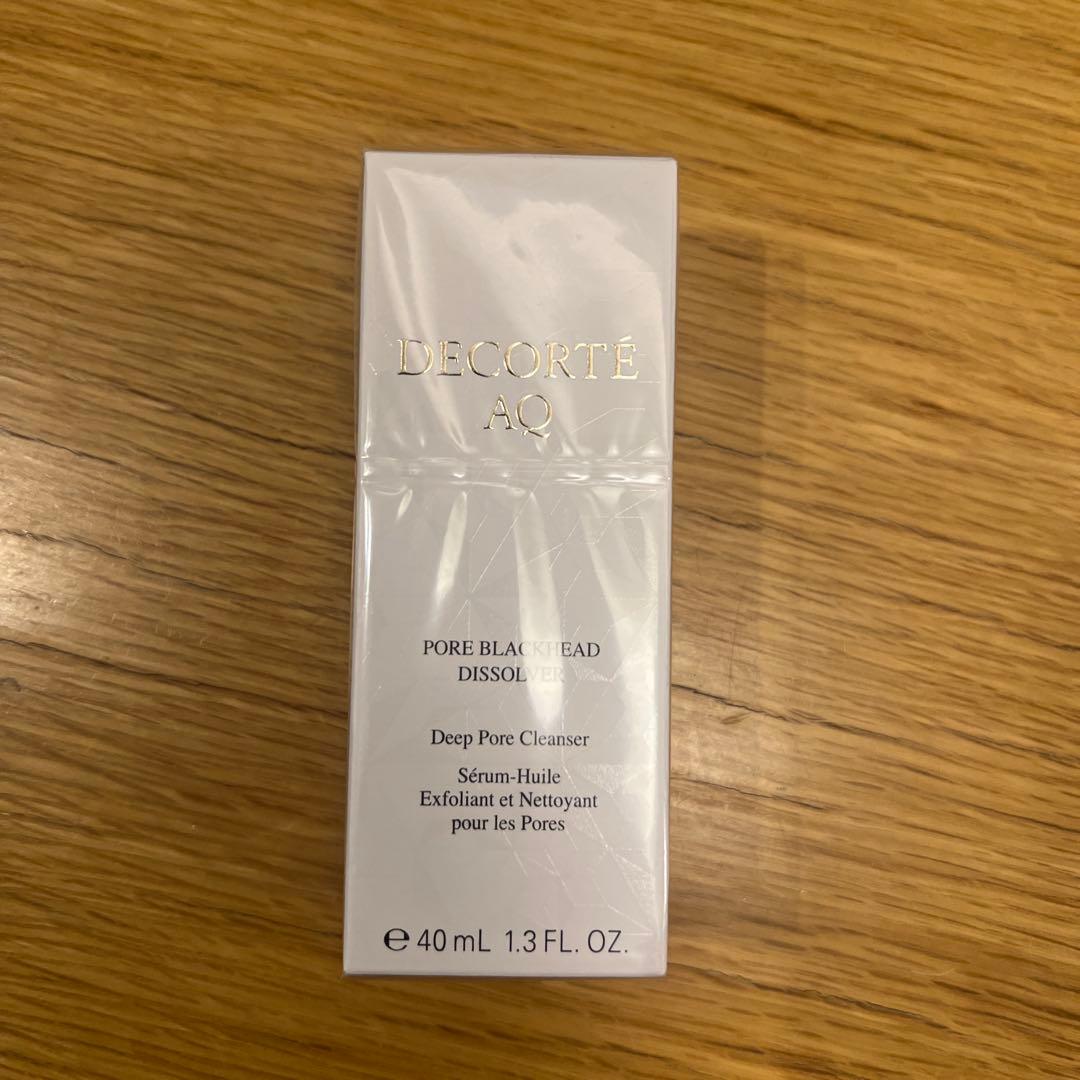 DECORTÉ
AQ
PORE BLACKHEAD
DISSOLVER
Deep Pore Cleanser
Sérum-Huile
Exfoliant et Nettoyant
pour les Pores
℮ 40 mL 1.3 FL. OZ.